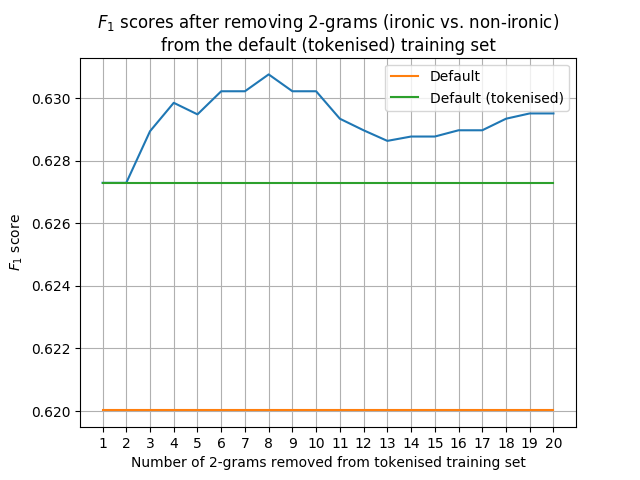 F1 scores after removing 2-grams (ironic vs. non-ironic)
from the default (tokenised) training set
Default
Default (tokenised)
0.630
0.628
0.626
0.624
0.622
0.620
F1 score
1 2 3 4 5 6 7 8 9 10 11 12 13 14 15 16 17 18 19 20
Number of 2-grams removed from tokenised training set